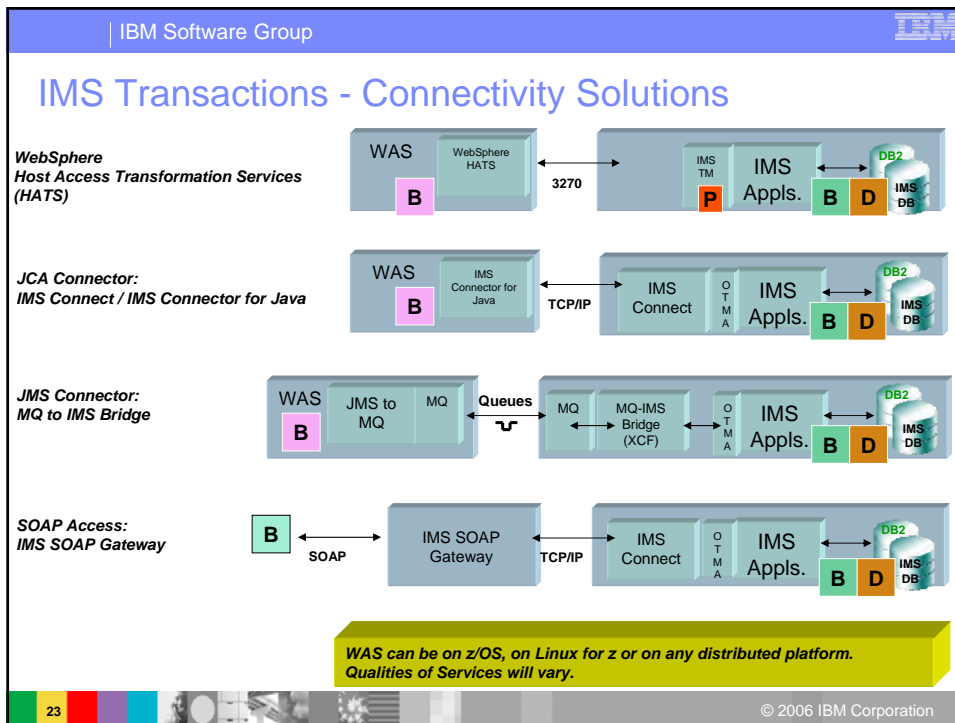 IBM Software Group
IBM
IMS Transactions - Connectivity Solutions
WebSphere
Host Access Transformation Services
(HATS)
WAS
WebSphere
HATS
B
3270
IMS
TM
P
IMS
Appls.
B
D
DB2
IMS
DB
JCA Connector:
IMS Connect / IMS Connector for Java
WAS
IMS
Connector for
Java
B
TCP/IP
IMS
Connect
O
T
M
A
IMS
Appls.
B
D
DB2
IMS
DB
JMS Connector:
MQ to IMS Bridge
WAS
JMS to
MQ
MQ
B
Queues
MQ
MQ-IMS
Bridge
(XCF)
O
T
M
A
IMS
Appls.
B
D
DB2
IMS
DB
SOAP Access:
IMS SOAP Gateway
B
SOAP
IMS SOAP
Gateway
TCP/IP
IMS
Connect
O
T
M
A
IMS
Appls.
B
D
DB2
IMS
DB
WAS can be on z/OS, on Linux for z or on any distributed platform.
Qualities of Services will vary.
23
© 2006 IBM Corporation